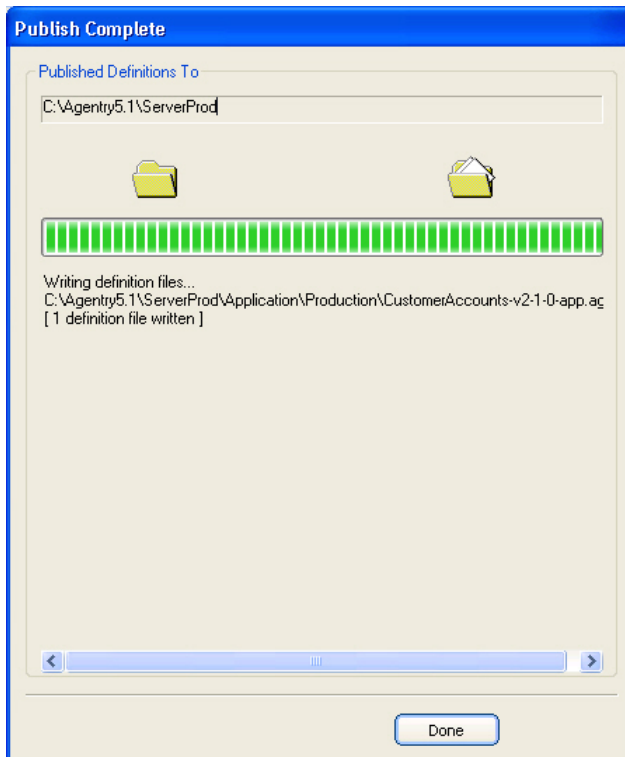 Publish Complete
Published Definitions To
C:\Agentry5.1\ServerProd
Writing definition files...
C:\Agentry5.1\ServerProd\Application\Production\CustomerAccounts-v2-1-0-app.ag
[ 1 definition file written ]
Done